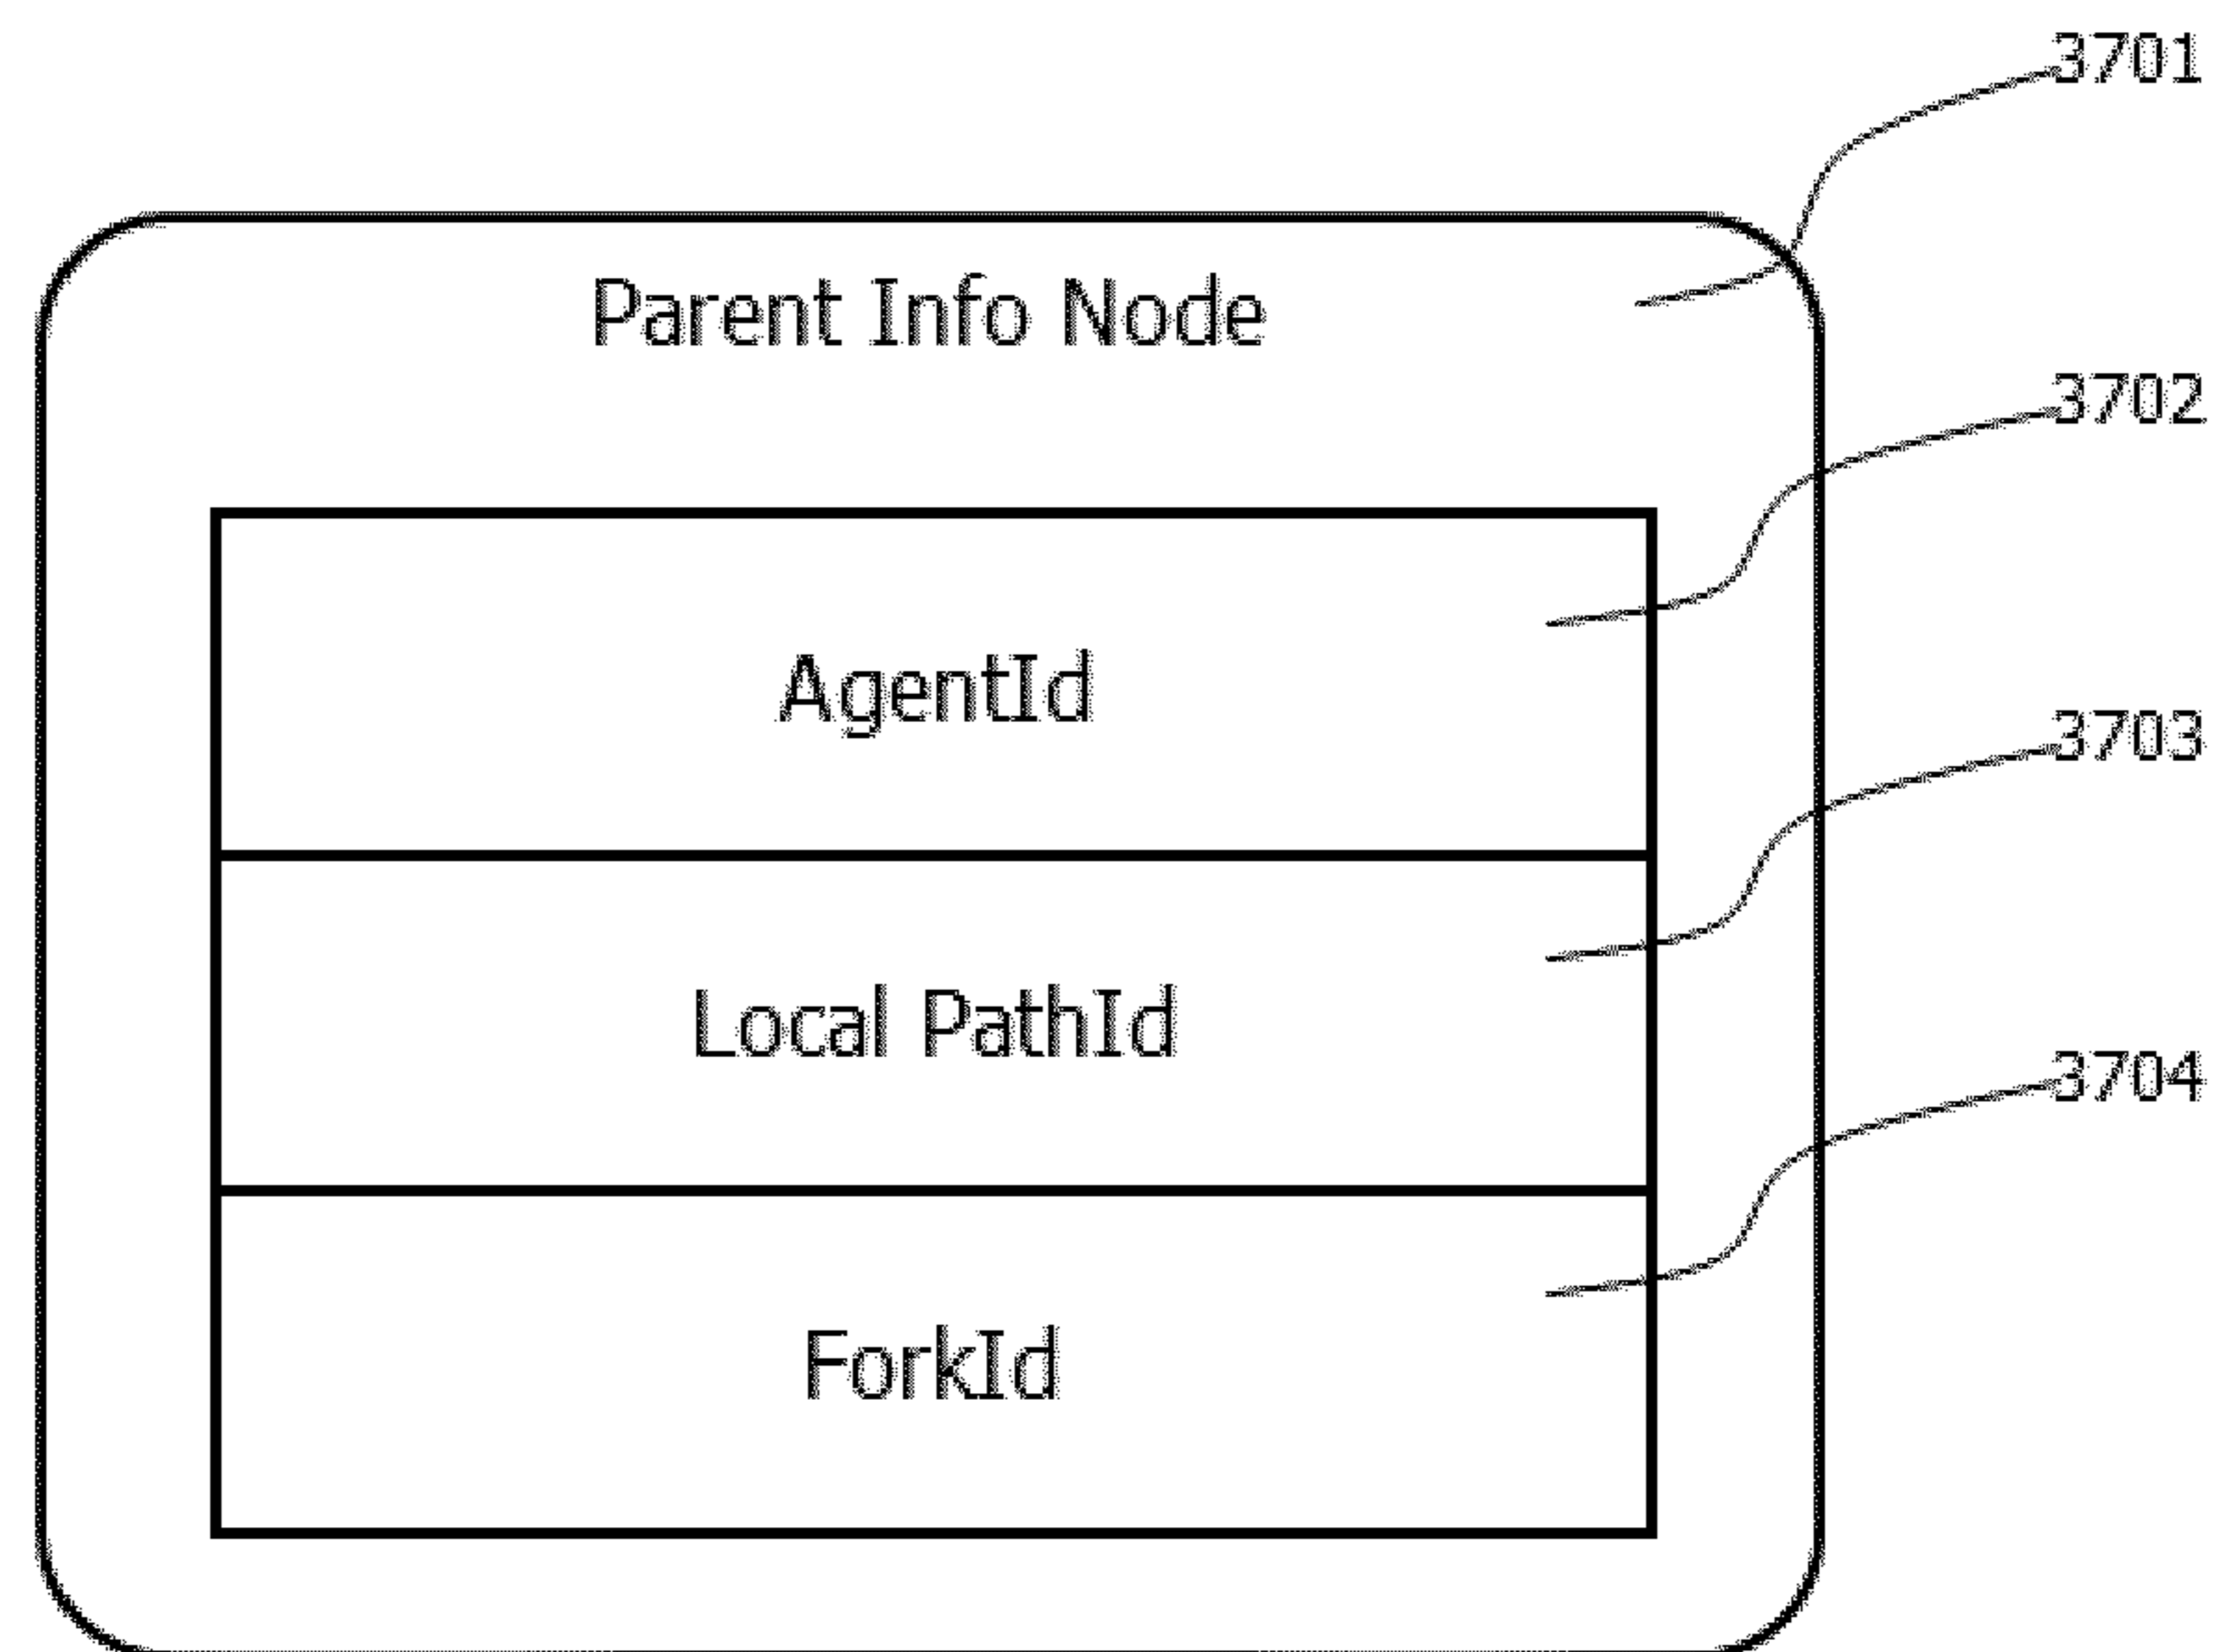 3701
Parent Info Node
3702
AgentId
3703
Local PathId
3704
ForkId